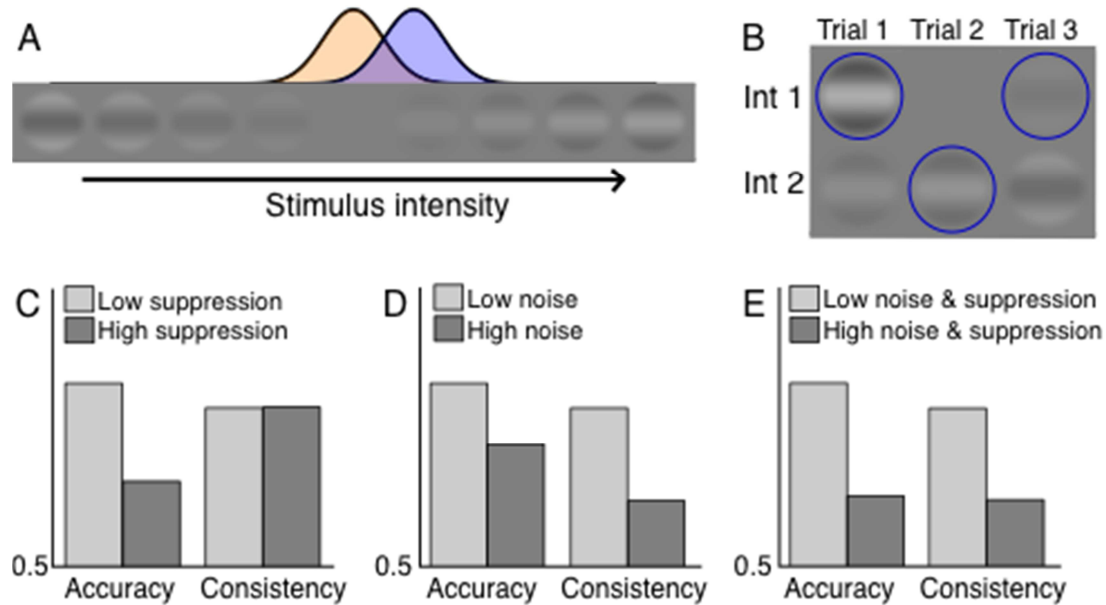 A
Stimulus intensity
B
Trial 1 Trial 2 Trial 3
Int 1
Int 2
C
Low suppression
High suppression
0.5
Accuracy Consistency
D
Low noise
High noise
0.5
Accuracy Consistency
E
Low noise & suppression
High noise & suppression
0.5
Accuracy Consistency